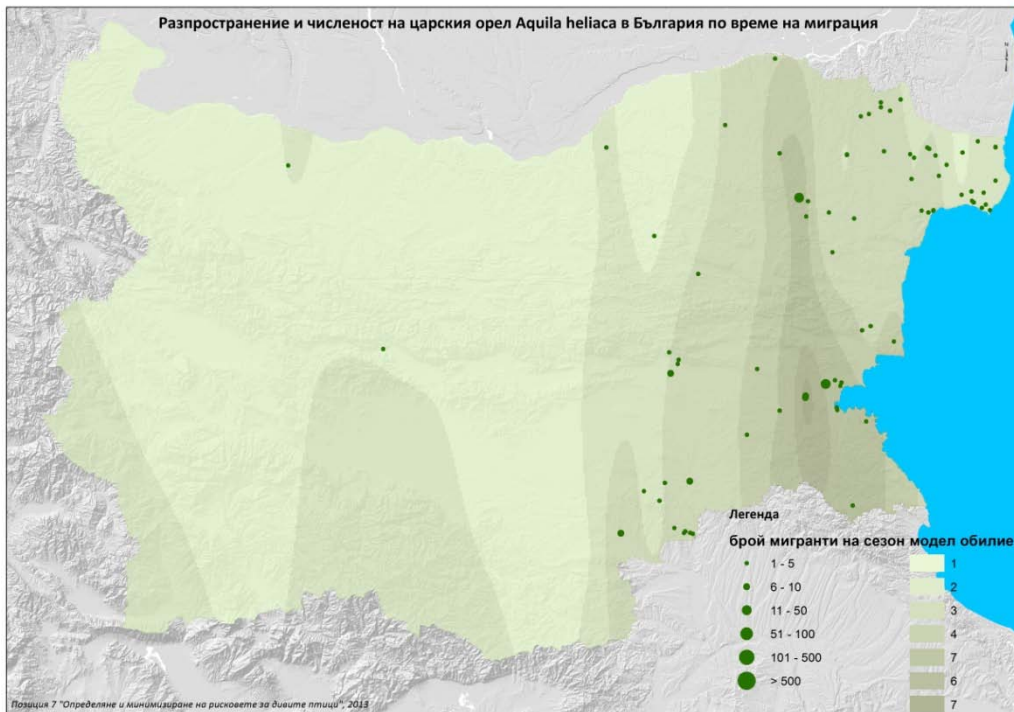 Разпространение и численост на царския орел Aquila heliaca в България по време на миграция
Легенда
брой мигранти на сезон модел обилие
1 - 5
6 - 10
11 - 50
51 - 100
101 - 500
> 500
1
2
3
4
7
6
7
Позиция 7 "Определяне и минимизиране на рисковете за дивите птици", 2013